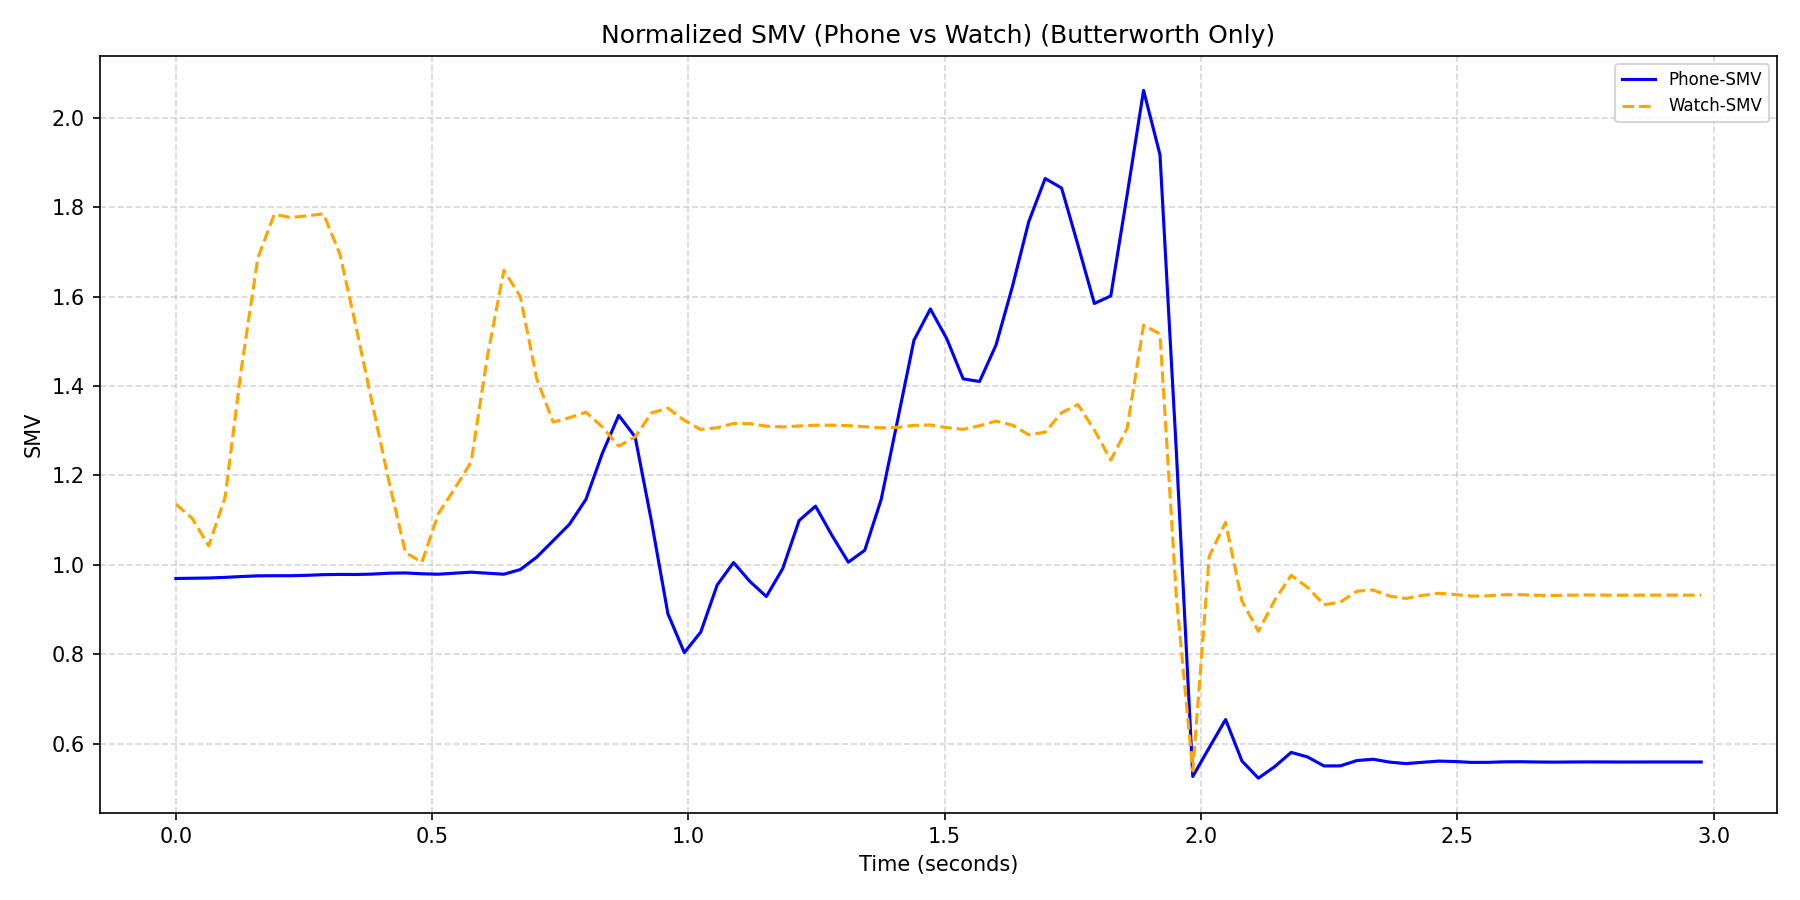 Normalized SMV (Phone vs Watch) (Butterworth Only)
Phone-SMV
Watch-SMV
2.0
1.8
1.6
1.4
1.2
1.0
0.8
0.6
SMV
0.0 0.5 1.0 1.5 2.0 2.5 3.0
Time (seconds)